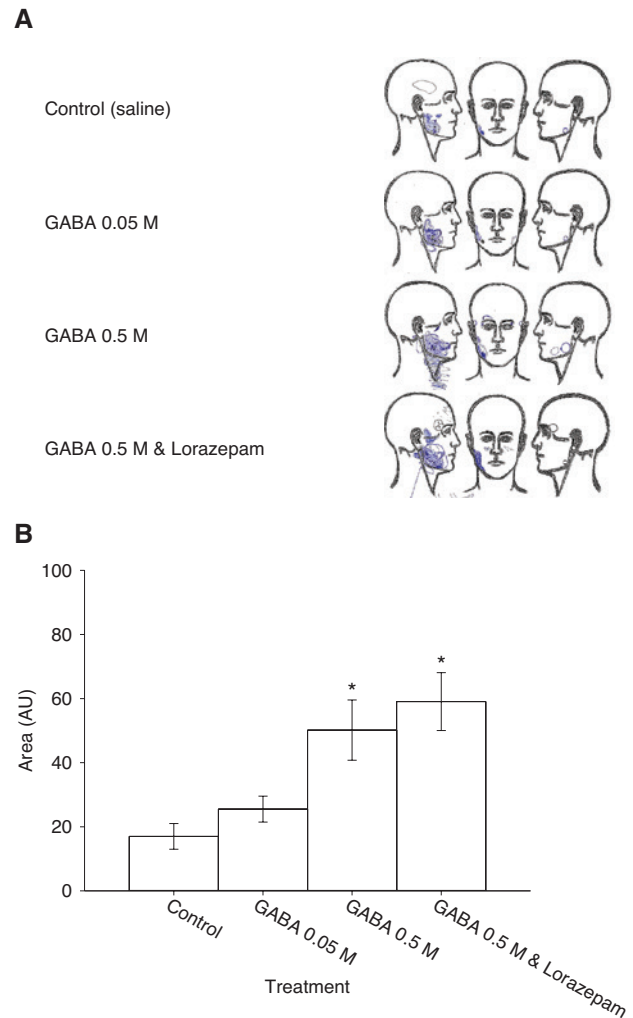 A
Control (saline)
GABA 0.05 M
GABA 0.5 M
GABA 0.5 M & Lorazepam
B
100
80
60
40
20
0
Area (AU)
*
*
Control
GABA 0.05 M
GABA 0.5 M
GABA 0.5 M & Lorazepam
Treatment